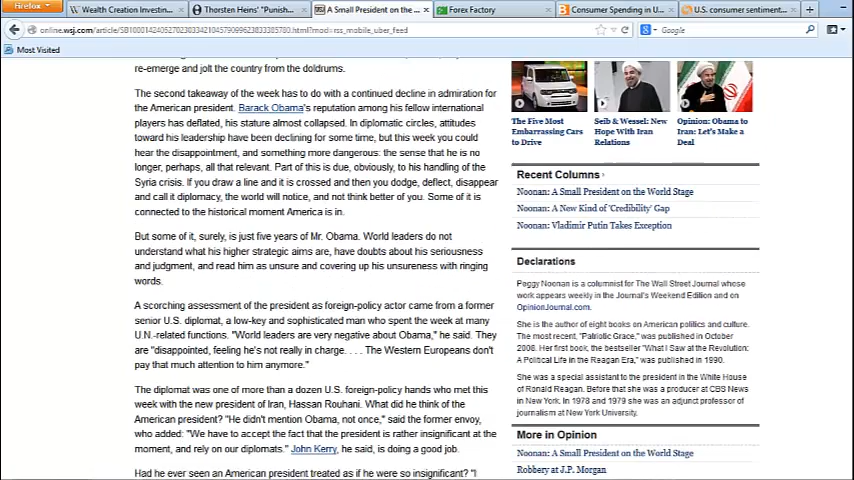 Firefox
Wealth Creation Investin...
Thorsten Heins' "Punish...
A Small President on the ...
Forex Factory
Consumer Spending in U...
U.S. consumer sentiment...
online.wsj.com/article/SB10001424052702303796404579099623833385780.html?mod=rss_mobile_uber_feed
Google
Most Visited
re-emerge and jolt the country from the doldrums.
The second takeaway of the week has to do with a continued decline in admiration for
the American president. Barack Obama's reputation among his fellow international
players has deflated, his stature almost collapsed. In diplomatic circles, attitudes
toward his leadership have been declining for some time, but this week you could
hear the disappointment, and something more dangerous: the sense that he is no
longer, perhaps, all that relevant. Part of this is due, obviously, to his handling of the
Syria crisis. If you draw a line and it is crossed and then you dodge, deflect, disappear
and call it diplomacy, the world will notice, and not think better of you. Some of it is
connected to the historical moment America is in.
But some of it, surely, is just five years of Mr. Obama. World leaders do not
understand what his higher strategic aims are, have doubts about his seriousness
and judgment, and read him as unsure and covering up his unsureness with ringing
words.
A scorching assessment of the president as foreign-policy actor came from a former
senior U.S. diplomat, a low-key and sophisticated man who spent the week at many
U.N.-related functions. "World leaders are very negative about Obama," he said. They
are "disappointed, feeling he's not really in charge. . . . The Western Europeans don't
pay that much attention to him anymore."
The diplomat was one of more than a dozen U.S. foreign-policy hands who met this
week with the new president of Iran, Hassan Rouhani. What did he think of the
American president? "He didn't mention Obama, not once," said the former envoy,
who added: "We have to accept the fact that the president is rather insignificant at the
moment, and rely on our diplomats." John Kerry, he said, is doing a good job.
Had he ever seen an American president treated as if he were so insignificant? "I
The Five Most
Embarrassing Cars
to Drive
Seib & Wessel: New
Hope With Iran
Relations
Opinion: Obama to
Iran: Let's Make a
Deal
Recent Columns
Noonan: A Small President on the World Stage
Noonan: A New Kind of 'Credibility' Gap
Noonan: Vladimir Putin Takes Exception
Declarations
Peggy Noonan is a columnist for The Wall Street Journal whose
work appears weekly in the Journal's Weekend Edition and on
OpinionJournal.com.
She is the author of eight books on American politics and culture.
The most recent, "Patriotic Grace," was published in October
2008. Her first book, the bestseller "What I Saw at the Revolution:
A Political Life in the Reagan Era," was published in 1990.
She was a special assistant to the president in the White House
of Ronald Reagan. Before that she was a producer at CBS News
in New York. In 1978 and 1979 she was an adjunct professor of
journalism at New York University.
More in Opinion
Noonan: A Small President on the World Stage
Robbery at J.P. Morgan